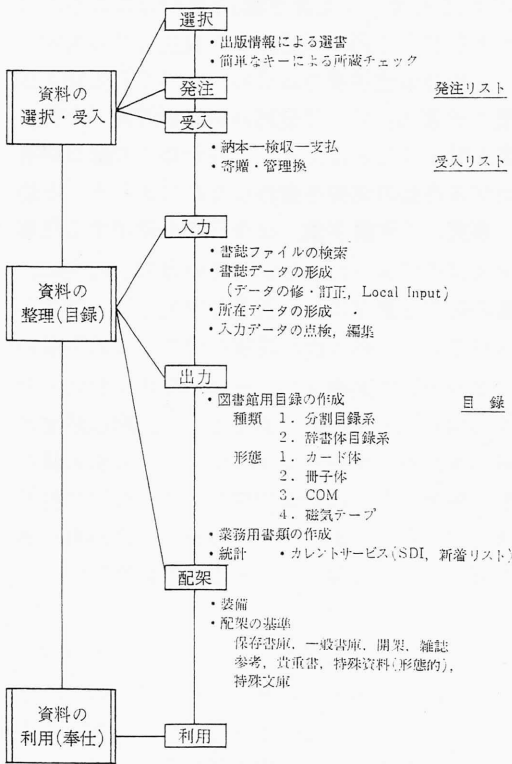 選択
・出版情報による選書
・簡単なキーによる所蔵チェック
資料の
選択・受入
発注
発注リスト
受入
・納本―検収―支払
・寄贈・管理換
受入リスト
入力
・書誌ファイルの検索
・書誌データの形成
(データの修・訂正, Local Input)
・所在データの形成
・入力データの点検, 編集
資料の
整理(目録)
出力
・図書館用目録の作成
目 録
種類 1. 分割目録系
2. 辞書体目録系
形態 1. カード体
2. 冊子体
3. COM
4. 磁気テープ
・業務用書類の作成
・統計 ・カレントサービス(SDI, 新着リスト)
配架
・装備
・配架の基準
保存書庫, 一般書庫, 開架, 雑誌
参考, 貴重書, 特殊資料(形態的),
特殊文庫
資料の
利用(奉仕)
利用